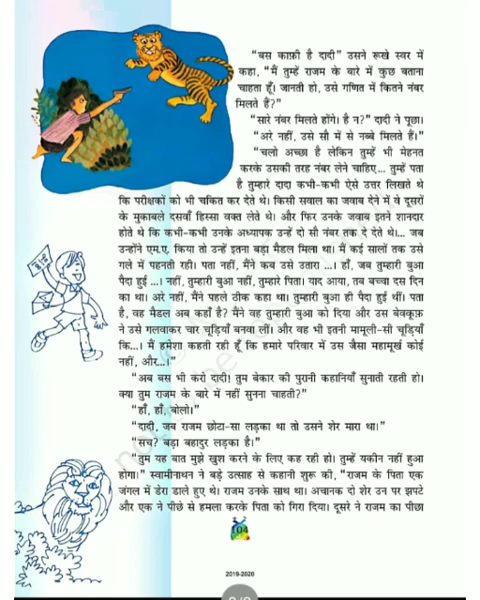 “बस काफ़ी है दादी” उसने रूखे स्वर में
कहा, “मैं तुम्हें राजम के बारे में कुछ बताना
चाहता हूँ। जानती हो, उसे गणित में कितने नंबर
मिलते हैं?”
“सारे नंबर मिलते होंगे। है न?” दादी ने पूछा।
“अरे नहीं, उसे सौ में से नब्बे मिलते हैं।”
“चलो अच्छा है लेकिन तुम्हें भी मेहनत
करके उसकी तरह नंबर लेने चाहिए... तुम्हें पता
है तुम्हारे दादा कभी-कभी ऐसे उत्तर लिखते थे
कि परीक्षकों को भी चकित कर देते थे। किसी सवाल का जवाब देने में वे दूसरों
के मुकाबले दसवाँ हिस्सा वक्त लेते थे। और फिर उनके जवाब इतने शानदार
होते थे कि कभी-कभी उनके अध्यापक उन्हें दो सौ नंबर तक दे देते थे।... जब
उन्होंने एम.ए. किया तो उन्हें इतना बड़ा मैडल मिला था। मैं कई सालों तक उसे
गले में पहनती रही। पता नहीं, मैंने कब उसे उतारा ...। हाँ, जब तुम्हारी बुआ
पैदा हुई ...। नहीं, तुम्हारी बुआ नहीं, तुम्हारे पिता। याद आया, तब बच्चा दस दिन
का था। अरे नहीं, मैंने पहले ठीक कहा था। तुम्हारी बुआ ही पैदा हुई थीं। पता
है, वह मैडल अब कहाँ है? मैंने वह तुम्हारी बुआ को दिया और उस बेवकूफ़
ने उसे गलवाकर चार चूड़ियाँ बनवा लीं। और वह भी इतनी मामूली-सी चूड़ियाँ
कि...। मैं हमेशा कहती रही हूँ कि हमारे परिवार में उस जैसा महामूर्ख कोई
नहीं, और...।”
“अब बस भी करो दादी! तुम बेकार की पुरानी कहानियाँ सुनाती रहती हो।
क्या तुम राजम के बारे में नहीं सुनना चाहती?”
“हाँ, हाँ, बोलो।”
“दादी, जब राजम छोटा-सा लड़का था तो उसने शेर मारा था।”
“सच? बड़ा बहादुर लड़का है।”
“तुम यह बात मुझे खुश करने के लिए कह रही हो। तुम्हें यकीन नहीं हुआ
होगा।” स्वामीनाथन ने बड़े उत्साह से कहानी शुरू की, “राजम के पिता एक
जंगल में डेरा डाले हुए थे। राजम उनके साथ था। अचानक दो शेर उन पर झपटे
और एक ने पीछे से हमला करके पिता को गिरा दिया। दूसरे ने राजम का पीछा
104
2019-2020